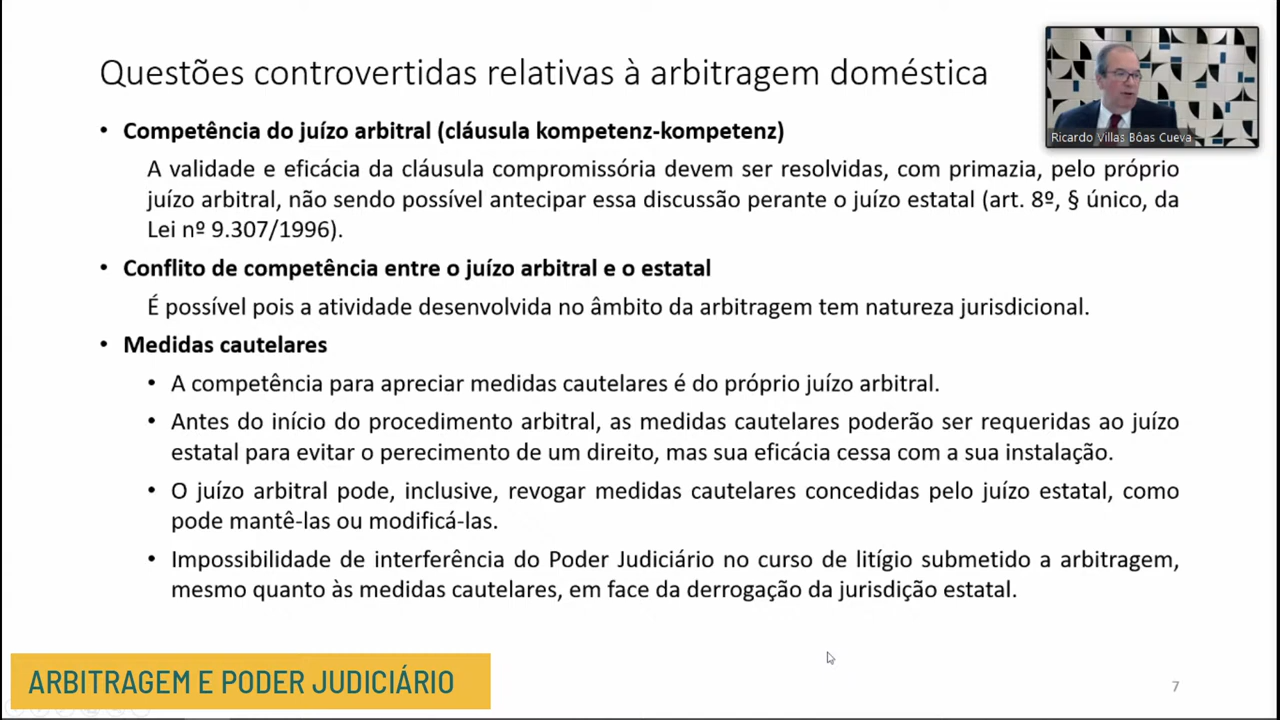 Questões controvertidas relativas à arbitragem doméstica
Ricardo Villas Bôas Cueva
• Competência do juízo arbitral (cláusula kompetenz-kompetenz)
A validade e eficácia da cláusula compromissória devem ser resolvidas, com primazia, pelo próprio
juízo arbitral, não sendo possível antecipar essa discussão perante o juízo estatal (art. 8º, § único, da
Lei nº 9.307/1996).
• Conflito de competência entre o juízo arbitral e o estatal
É possível pois a atividade desenvolvida no âmbito da arbitragem tem natureza jurisdicional.
• Medidas cautelares
• A competência para apreciar medidas cautelares é do próprio juízo arbitral.
• Antes do início do procedimento arbitral, as medidas cautelares poderão ser requeridas ao juízo
estatal para evitar o perecimento de um direito, mas sua eficácia cessa com a sua instalação.
• O juízo arbitral pode, inclusive, revogar medidas cautelares concedidas pelo juízo estatal, como
pode mantê-las ou modificá-las.
• Impossibilidade de interferência do Poder Judiciário no curso de litígio submetido a arbitragem,
mesmo quanto às medidas cautelares, em face da derrogação da jurisdição estatal.
ARBITRAGEM E PODER JUDICIÁRIO
7